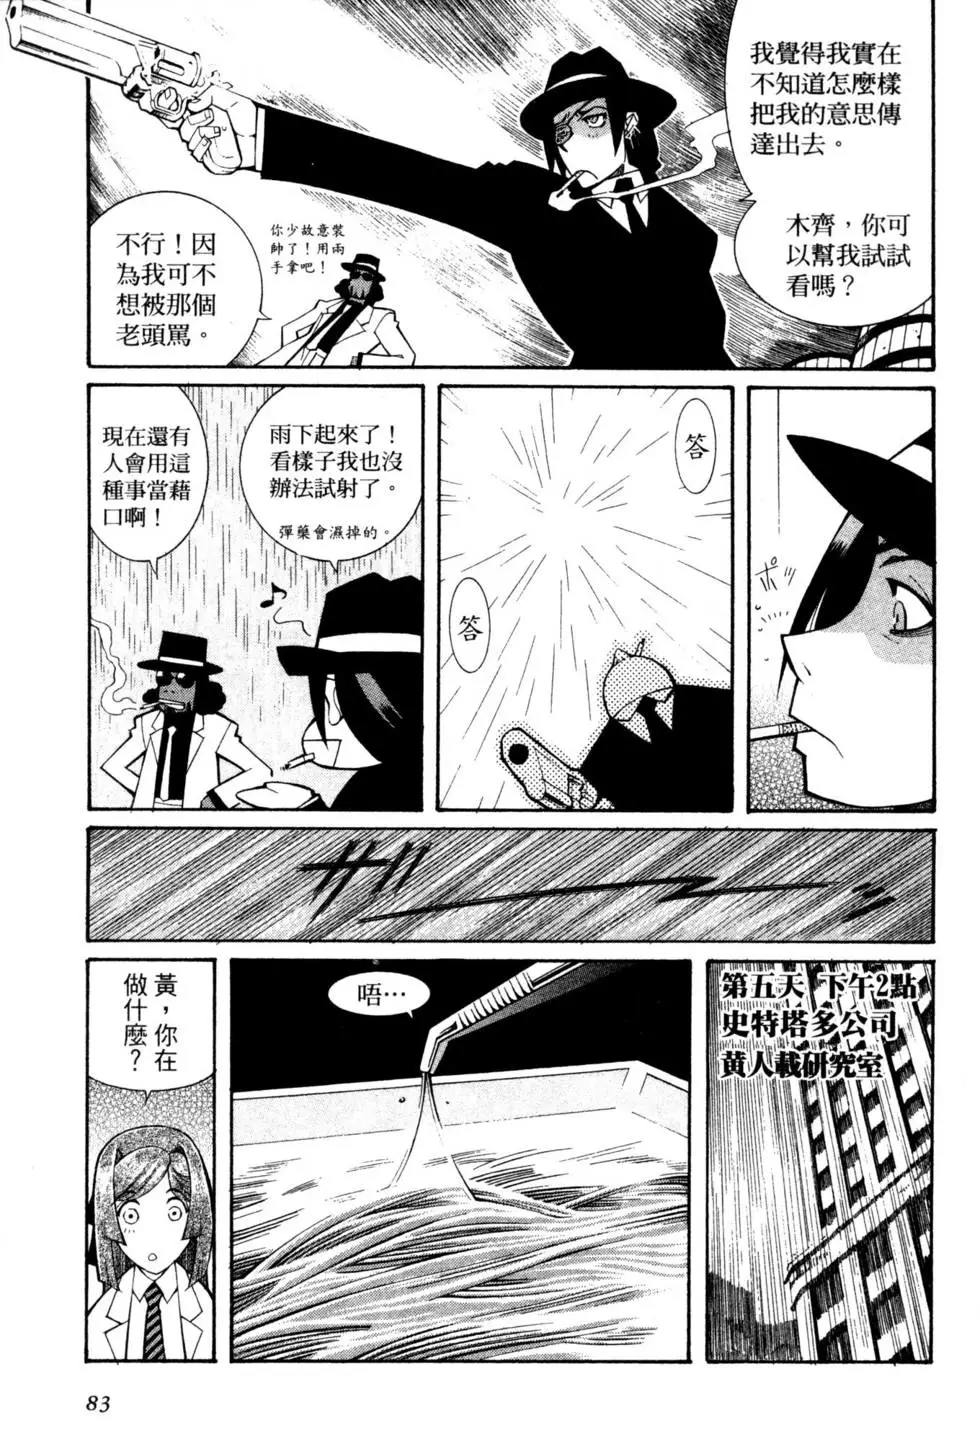 我覺得我實在
不知道怎麼樣
把我的意思傳
達出去。
木齊，你可
以幫我試試
看嗎？
你少故意裝
帥了！用兩
手拿吧！
不行！因
為我可不
想被那個
老頭罵。
ポッ
答
答
雨下起來了！
看樣子我也沒
辦法試射了。
彈藥會濕掉的。
現在還有
人會用這
種事當藉
口啊！
ザアアー
第五天 下午2點
史特塔多公司
黃人載研究室
唔…
黃，你在
做什麼？
83